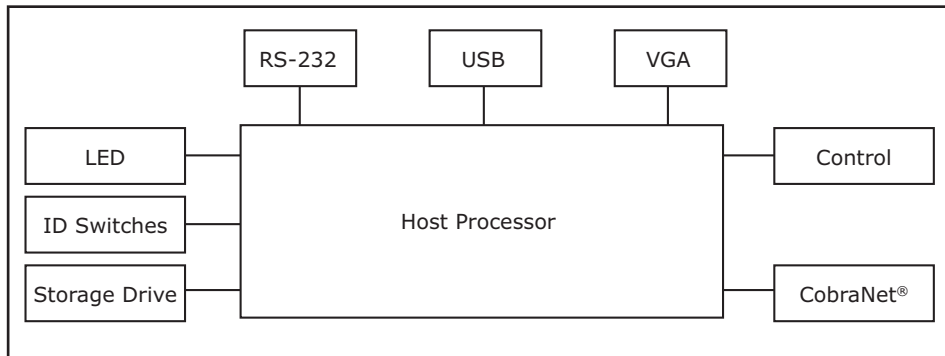 RS-232
USB
VGA
LED
Control
ID Switches
Host Processor
Storage Drive
CobraNet®